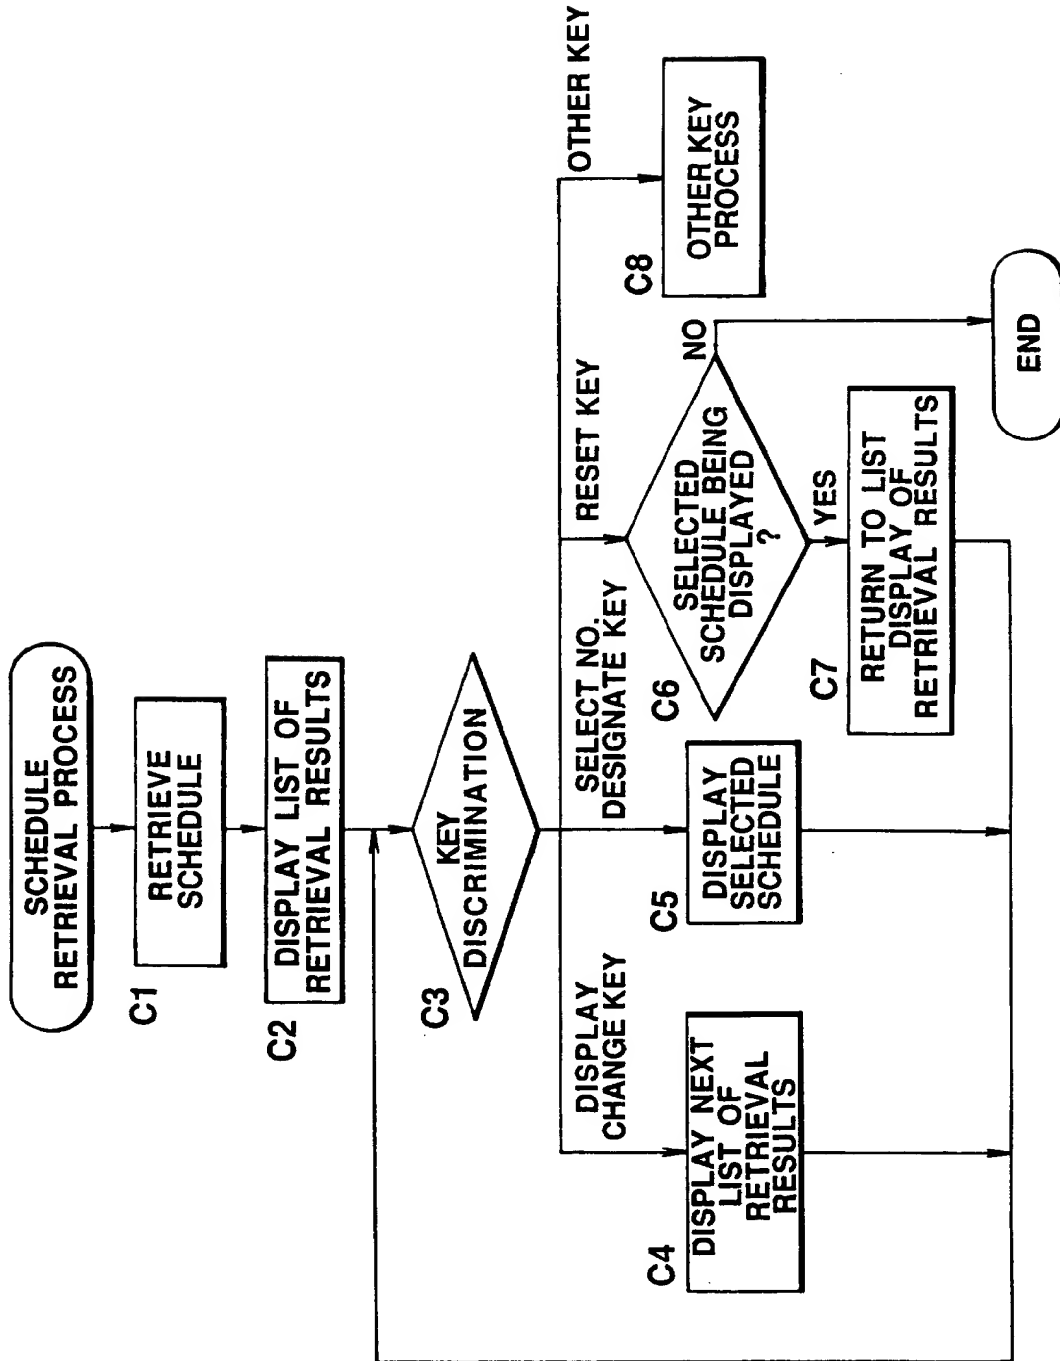 SCHEDULE
RETRIEVAL PROCESS
C1
RETRIEVE
SCHEDULE
C2
DISPLAY LIST OF
RETRIEVAL RESULTS
C3
KEY
DISCRIMINATION
DISPLAY
CHANGE KEY
SELECT NO.
DESIGNATE KEY
RESET KEY
OTHER KEY
C4
DISPLAY NEXT
LIST OF
RETRIEVAL
RESULTS
C5
DISPLAY
SELECTED
SCHEDULE
C6
SELECTED
SCHEDULE BEING
DISPLAYED
?
NO
YES
C7
RETURN TO LIST
DISPLAY OF
RETRIEVAL RESULTS
C8
OTHER KEY
PROCESS
END